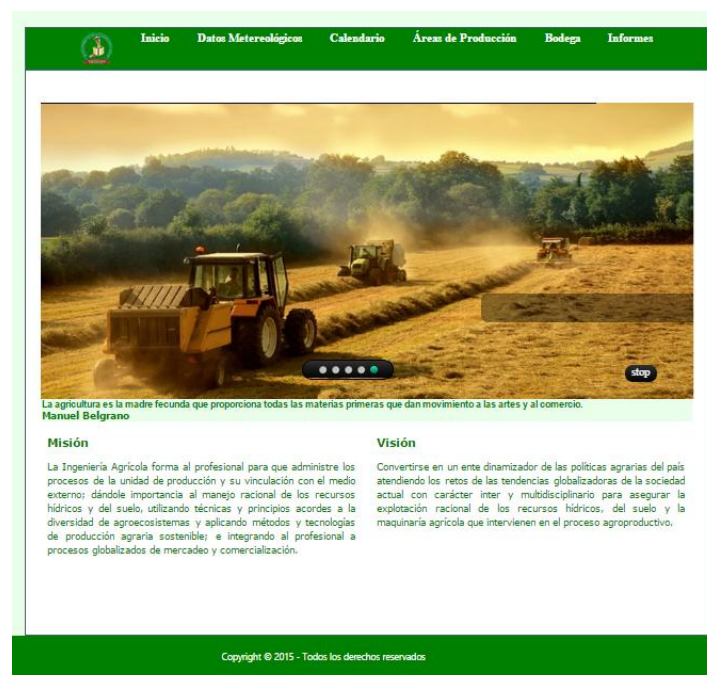 Inicio Datos Metereológicos Calendario Áreas de Producción Bodega Informes
stop
La agricultura es la madre fecunda que proporciona todas las materias primeras que dan movimiento a las artes y al comercio.
Manuel Belgrano
Misión
La Ingeniería Agrícola forma al profesional para que administre los
procesos de la unidad de producción y su vinculación con el medio
externo; dándole importancia al manejo racional de los recursos
hídricos y del suelo, utilizando técnicas y principios acordes a la
diversidad de agroecosistemas y aplicando métodos y tecnologías
de producción agraria sostenible; e integrando al profesional a
procesos globalizados de mercadeo y comercialización.
Visión
Convertirse en un ente dinamizador de las políticas agrarias del país
atendiendo los retos de las tendencias globalizadoras de la sociedad
actual con carácter inter y multidisciplinario para asegurar la
explotación racional de los recursos hídricos, del suelo y la
maquinaria agrícola que intervienen en el proceso agroproductivo.
Copyright © 2015 - Todos los derechos reservados